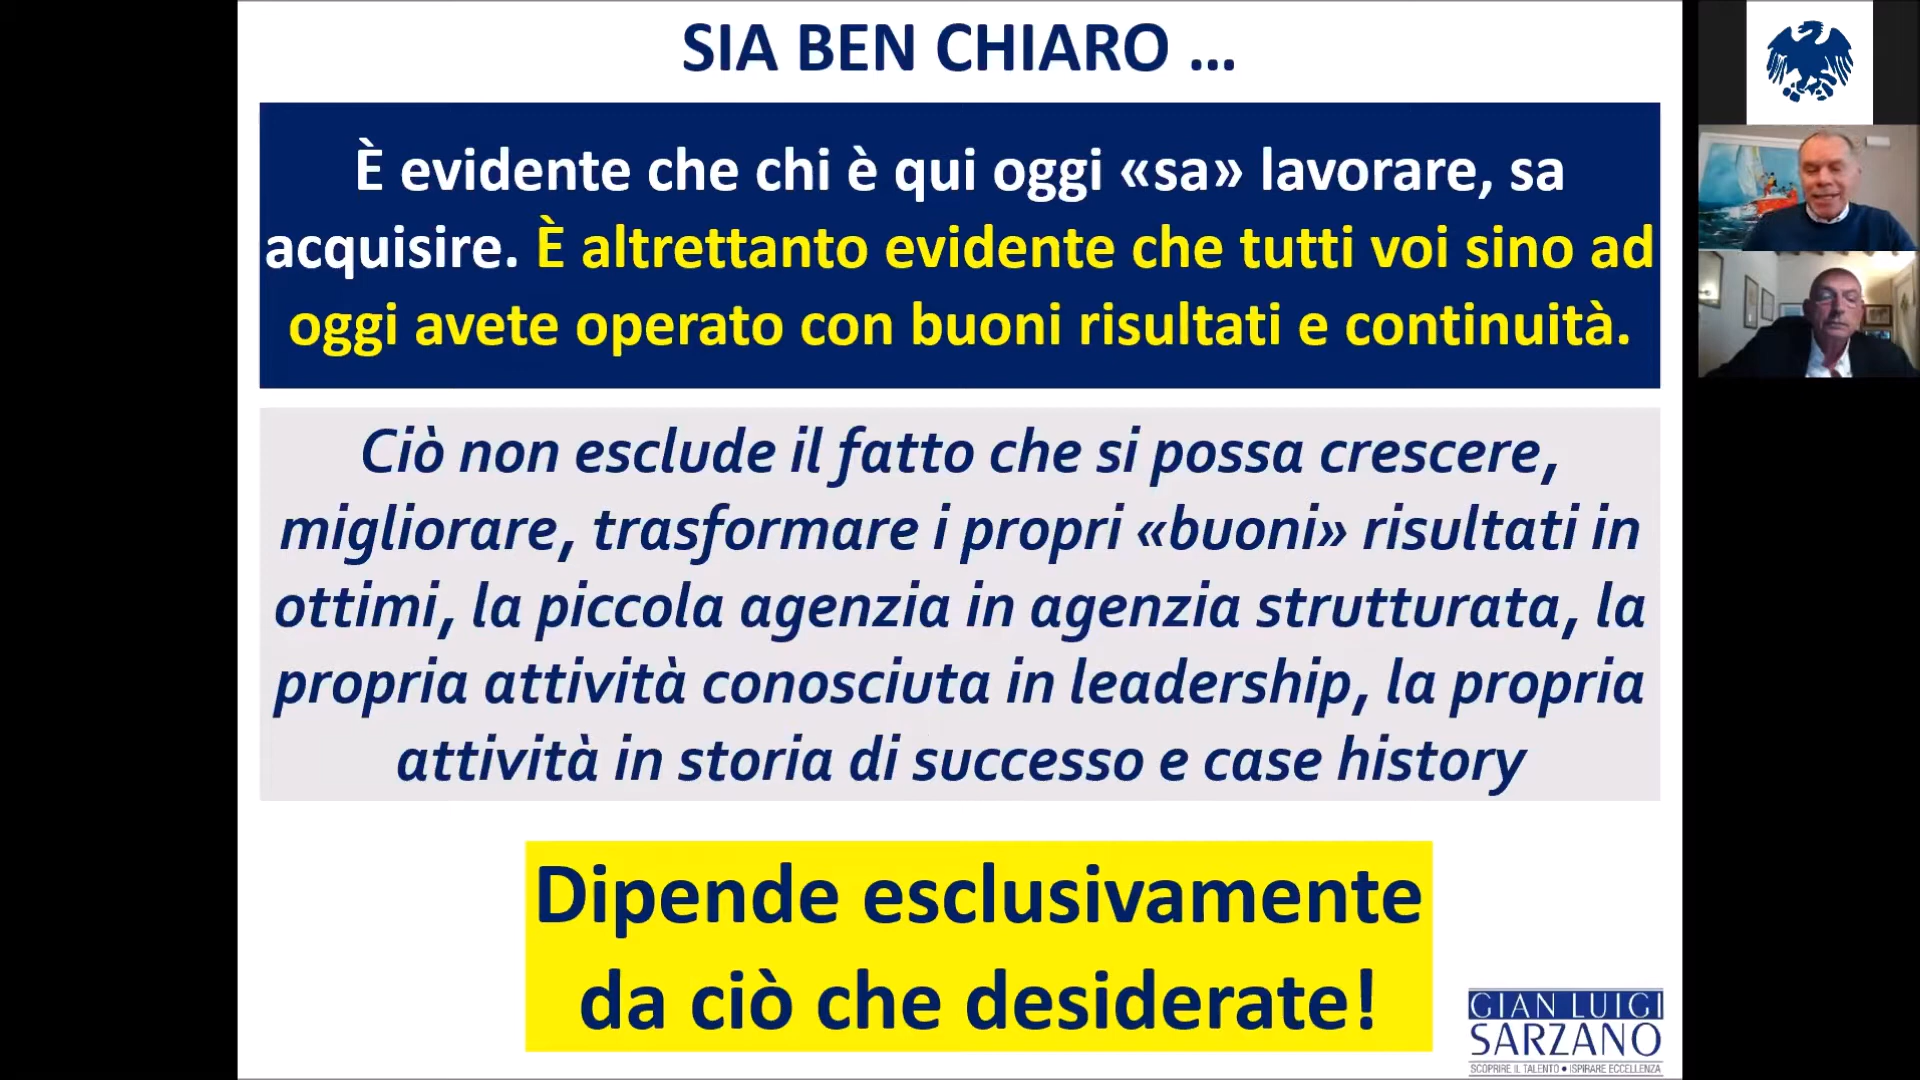 SIA BEN CHIARO ...
È evidente che chi è qui oggi «sa» lavorare, sa
acquisire. È altrettanto evidente che tutti voi sino ad
oggi avete operato con buoni risultati e continuità.
Ciò non esclude il fatto che si possa crescere,
migliorare, trasformare i propri «buoni» risultati in
ottimi, la piccola agenzia in agenzia strutturata, la
propria attività conosciuta in leadership, la propria
attività in storia di successo e case history
Dipende esclusivamente
da ciò che desiderate!
GIAN LUIGI
SARZANO
SCOPRIRE IL TALENTO • ISPIRARE ECCELLENZA